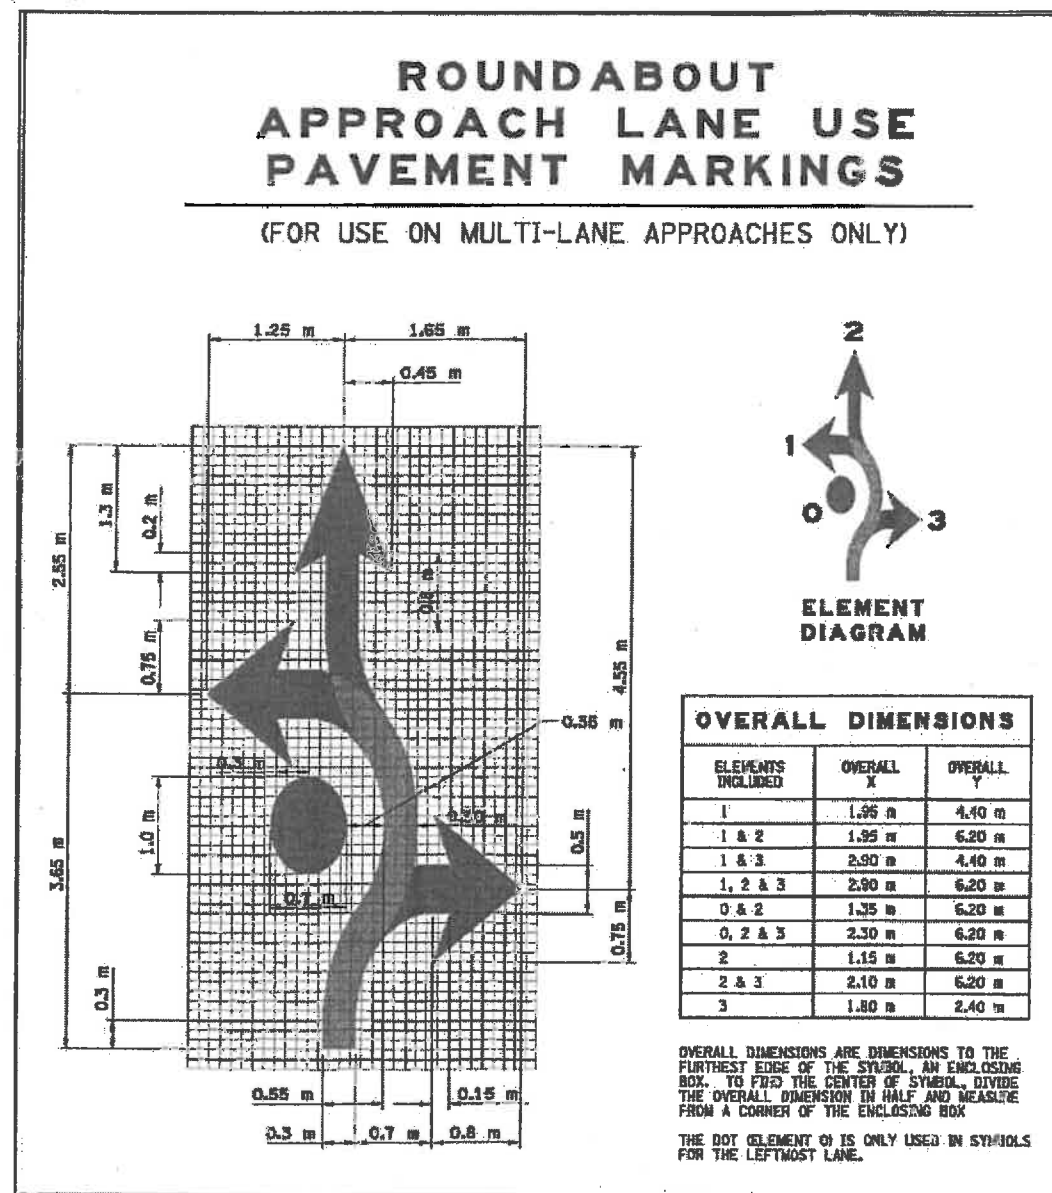 ROUNDABOUT
APPROACH LANE USE
PAVEMENT MARKINGS
(FOR USE ON MULTI-LANE APPROACHES ONLY)
1.25 m
1.65 m
0.45 m
2.55 m
1.3 m
0.2 m
0.75 m
4.55 m
0.3 m
1.0 m
3.65 m
0.5 m
0.7 m
0.75 m
0.3 m
0.55 m
0.15 m
0.3 m
0.7 m
0.8 m
2
1
0
3
ELEMENT
DIAGRAM
OVERALL DIMENSIONS
ELEMENTS INCLUDED OVERALL X OVERALL Y
1 1.95 m 4.40 m
1 & 2 1.95 m 6.20 m
1 & 3 2.90 m 4.40 m
1, 2 & 3 2.90 m 6.20 m
0 & 2 1.35 m 6.20 m
0, 2 & 3 2.30 m 6.20 m
2 1.15 m 6.20 m
2 & 3 2.10 m 6.20 m
3 1.80 m 2.40 m
OVERALL DIMENSIONS ARE DIMENSIONS TO THE
FURTHEST EDGE OF THE SYMBOL, AN ENCLOSING
BOX. TO FIND THE CENTER OF SYMBOL, DIVIDE
THE OVERALL DIMENSION IN HALF AND MEASURE
FROM A CORNER OF THE ENCLOSING BOX
THE DOT (ELEMENT 0) IS ONLY USED IN SYMBOLS
FOR THE LEFTMOST LANE.